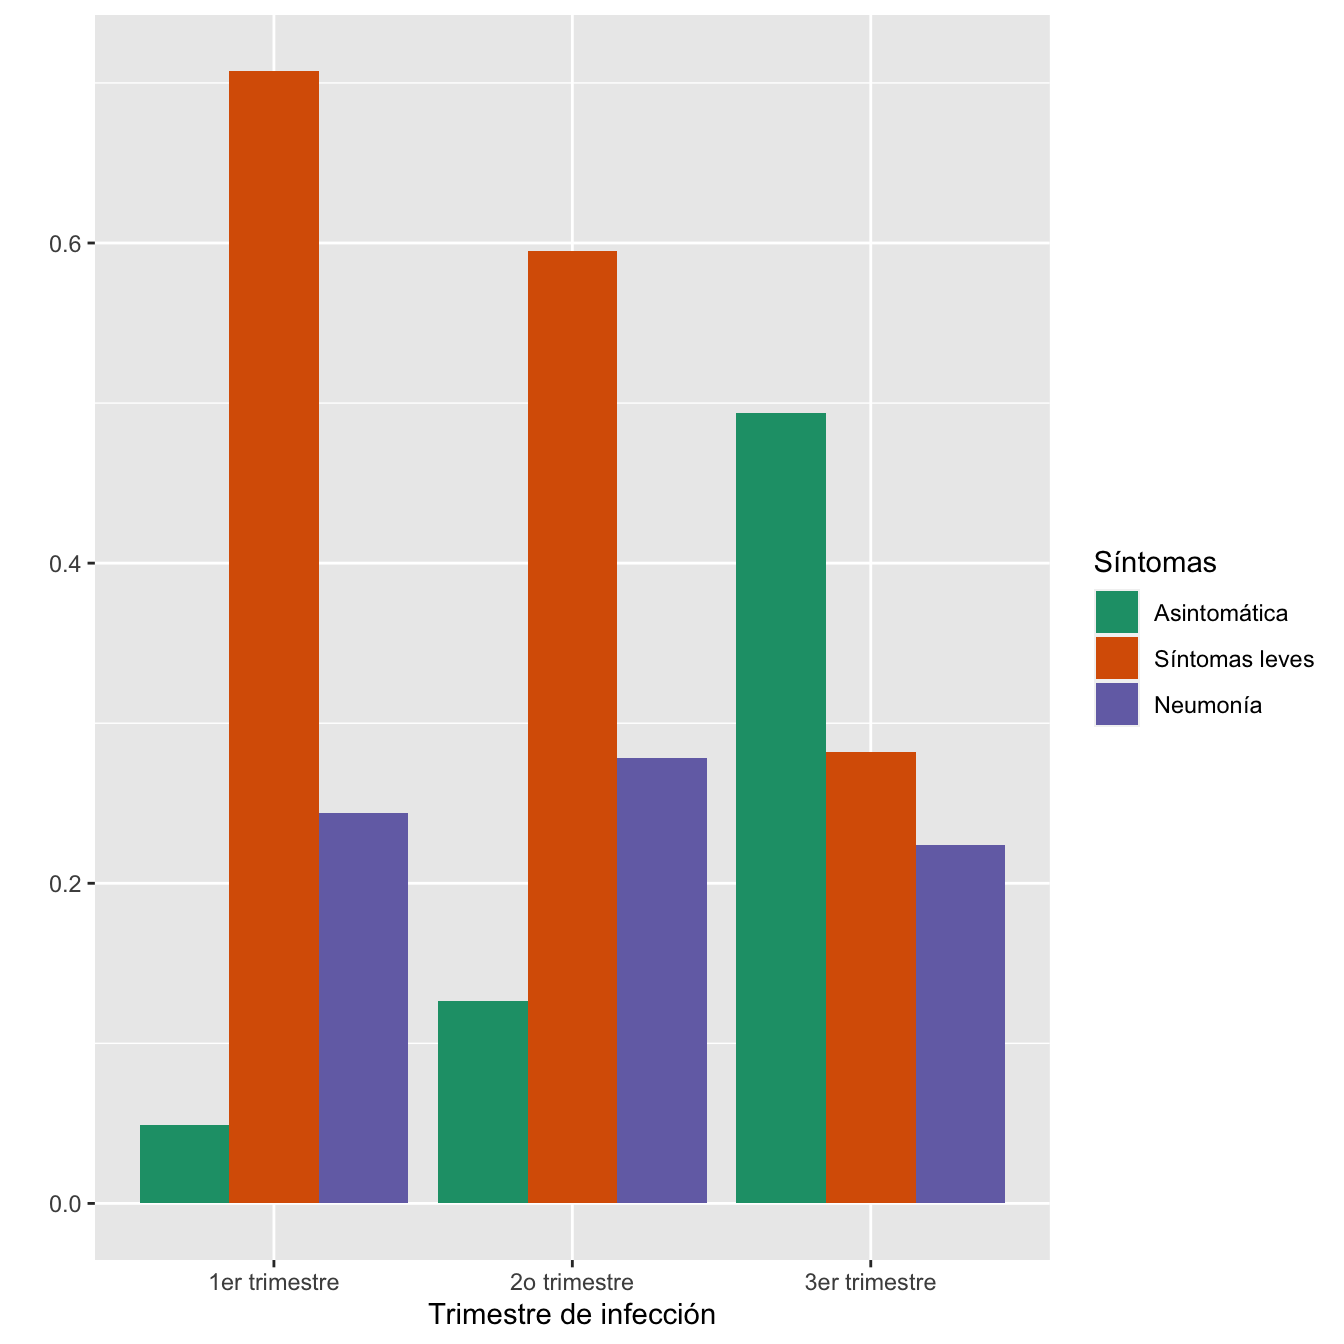 0.6
0.4
0.2
0.0
1er trimestre
2o trimestre
3er trimestre
Trimestre de infección
Síntomas
Asintomática
Síntomas leves
Neumonía